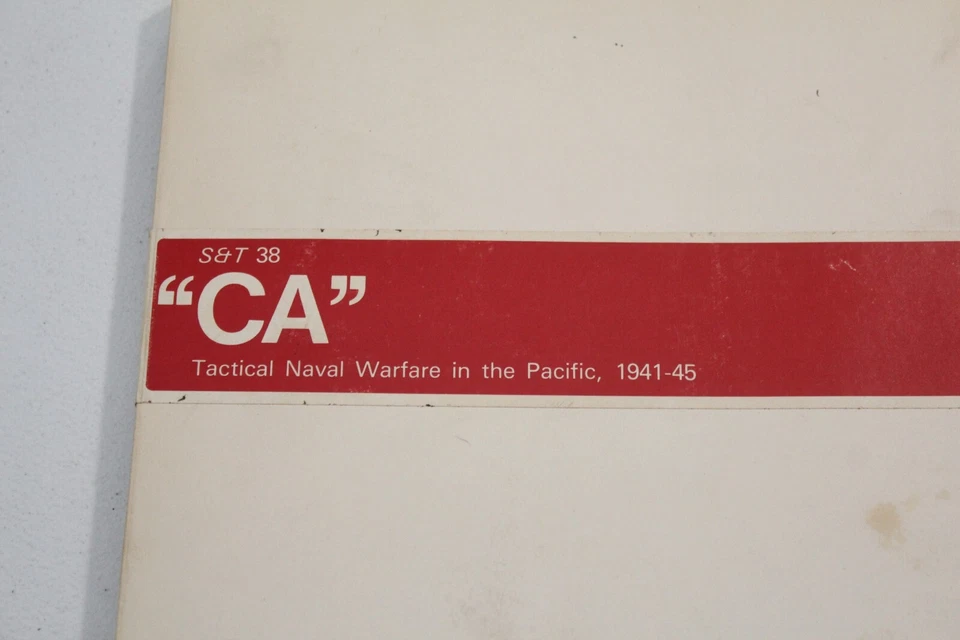 S&T 38
“CA”
Tactical Naval Warfare in the Pacific, 1941-45